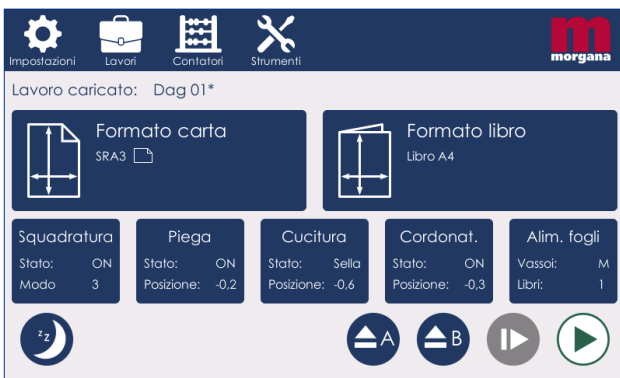 Impostazioni Lavori Contatori Strumenti
morgana
Lavoro caricato: Dag 01*
Formato carta
SRA3
Formato libro
Libro A4
Squadratura
Stato: ON
Modo 3
Piega
Stato: ON
Posizione: -0,2
Cucitura
Stato: Sella
Posizione: -0,6
Cordonat.
Stato: ON
Posizione: -0,3
Alim. fogli
Vassoi: M
Libri: 1
z z
A
B